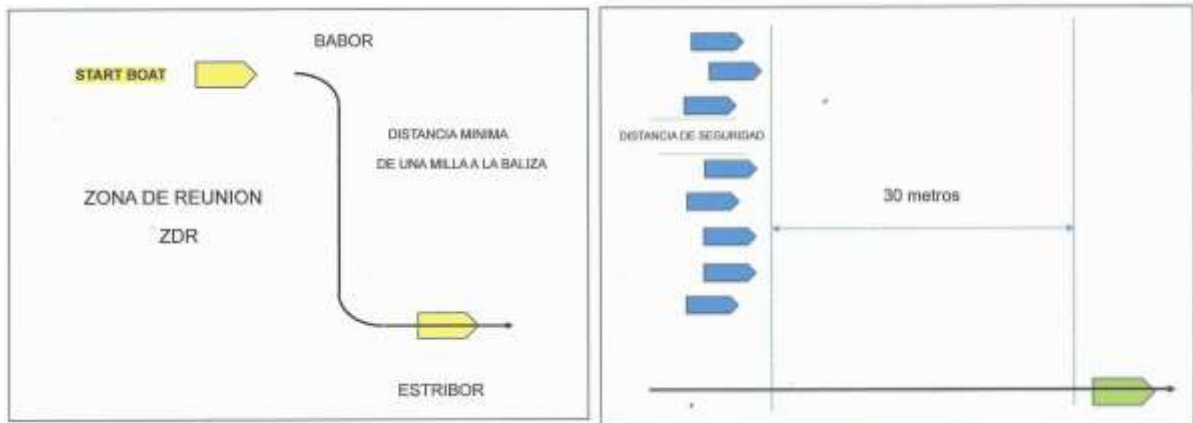 BABOR
START BOAT
DISTANCIA MINIMA
DE UNA MILLA A LA BALIZA
ZONA DE REUNION
ZDR
ESTRIBOR
DISTANCIA DE SEGURIDAD
30 metros